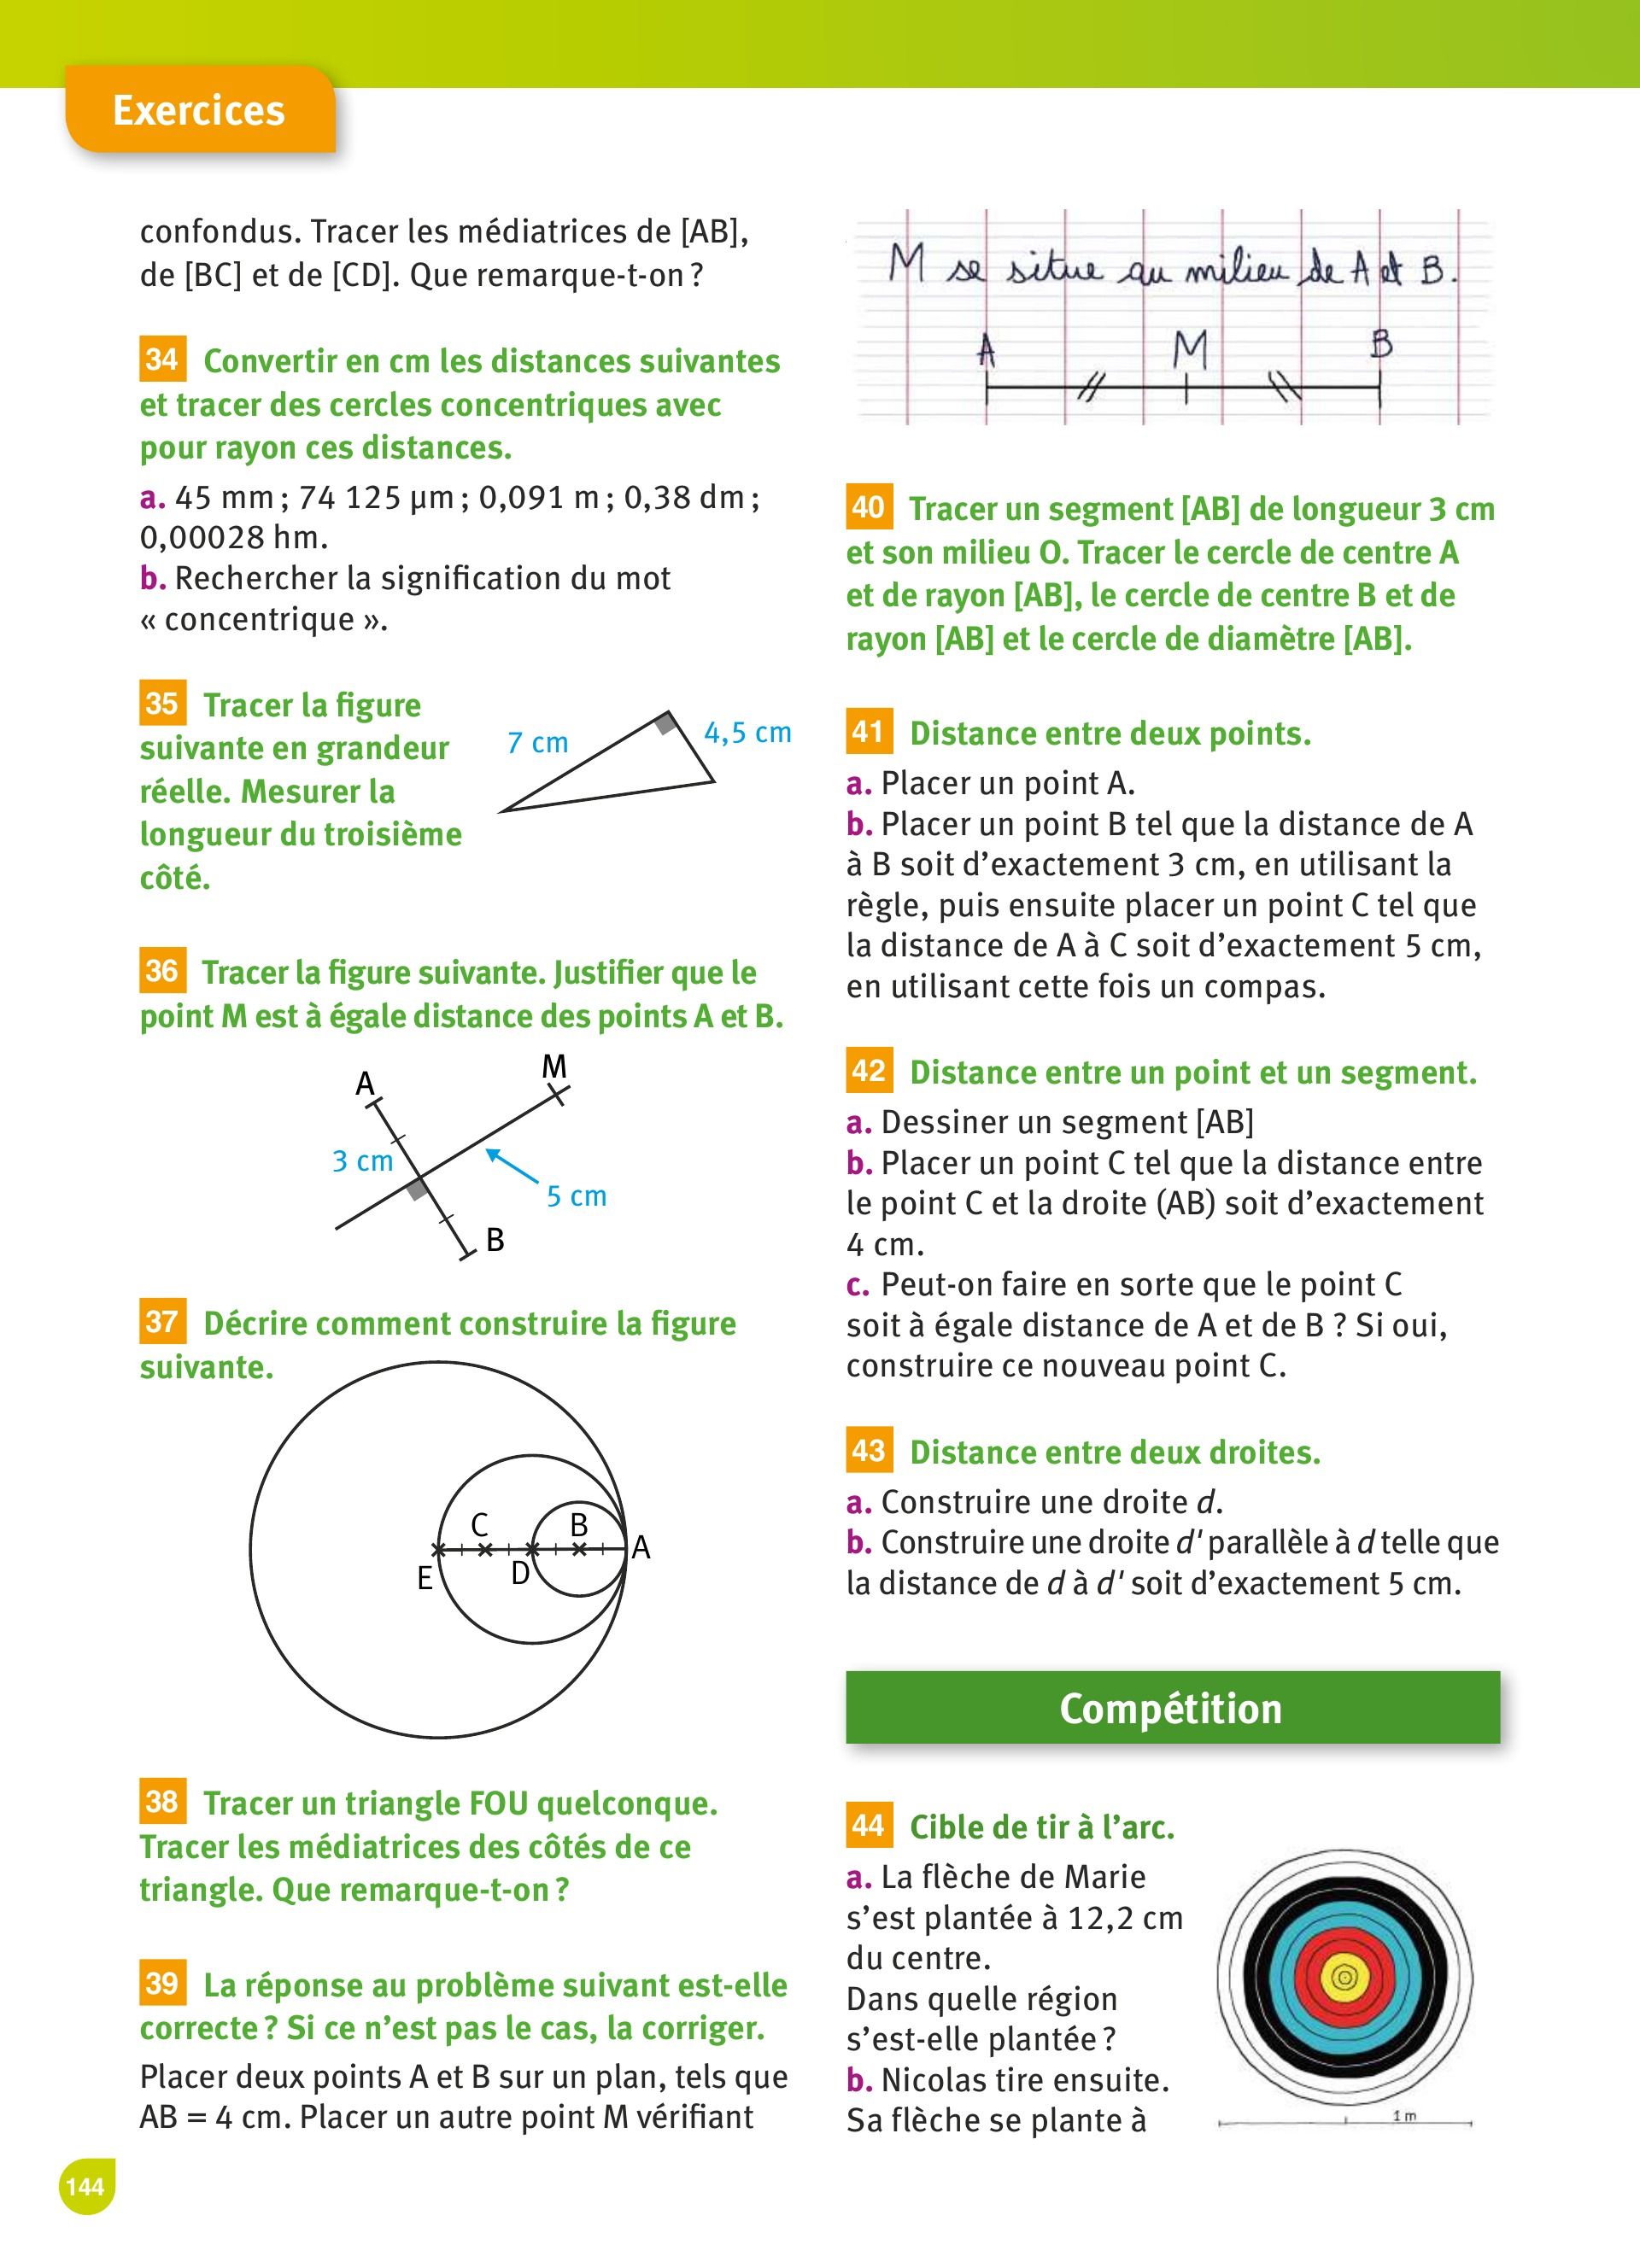 Exercices
confondus. Tracer les médiatrices de [AB],
de [BC] et de [CD]. Que remarque-t-on ?
34 Convertir en cm les distances suivantes
et tracer des cercles concentriques avec
pour rayon ces distances.
a. 45 mm ; 74 125 µm ; 0,091 m ; 0,38 dm ;
0,00028 hm.
b. Rechercher la signification du mot
« concentrique ».
35 Tracer la figure
suivante en grandeur
réelle. Mesurer la
longueur du troisième
côté.
7 cm
4,5 cm
36 Tracer la figure suivante. Justifier que le
point M est à égale distance des points A et B.
A
M
3 cm
5 cm
B
37 Décrire comment construire la figure
suivante.
C
B
A
E
D
38 Tracer un triangle FOU quelconque.
Tracer les médiatrices des côtés de ce
triangle. Que remarque-t-on ?
39 La réponse au problème suivant est-elle
correcte ? Si ce n'est pas le cas, la corriger.
Placer deux points A et B sur un plan, tels que
AB = 4 cm. Placer un autre point M vérifiant
M se situe au milieu de A et B.
A M B
40 Tracer un segment [AB] de longueur 3 cm
et son milieu O. Tracer le cercle de centre A
et de rayon [AB], le cercle de centre B et de
rayon [AB] et le cercle de diamètre [AB].
41 Distance entre deux points.
a. Placer un point A.
b. Placer un point B tel que la distance de A
à B soit d'exactement 3 cm, en utilisant la
règle, puis ensuite placer un point C tel que
la distance de A à C soit d'exactement 5 cm,
en utilisant cette fois un compas.
42 Distance entre un point et un segment.
a. Dessiner un segment [AB]
b. Placer un point C tel que la distance entre
le point C et la droite (AB) soit d'exactement
4 cm.
c. Peut-on faire en sorte que le point C
soit à égale distance de A et de B ? Si oui,
construire ce nouveau point C.
43 Distance entre deux droites.
a. Construire une droite d.
b. Construire une droite d' parallèle à d telle que
la distance de d à d' soit d'exactement 5 cm.
Compétition
44 Cible de tir à l'arc.
a. La flèche de Marie
s'est plantée à 12,2 cm
du centre.
Dans quelle région
s'est-elle plantée ?
b. Nicolas tire ensuite.
Sa flèche se plante à
1 m
144